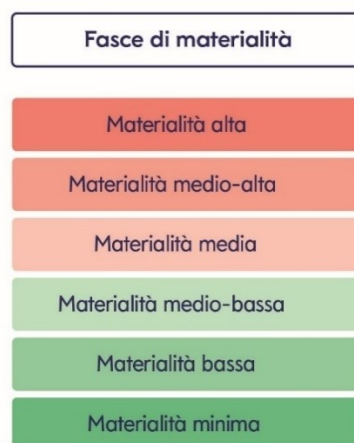 Fasce di materialità
Materialità alta
Materialità medio-alta
Materialità media
Materialità medio-bassa
Materialità bassa
Materialità minima